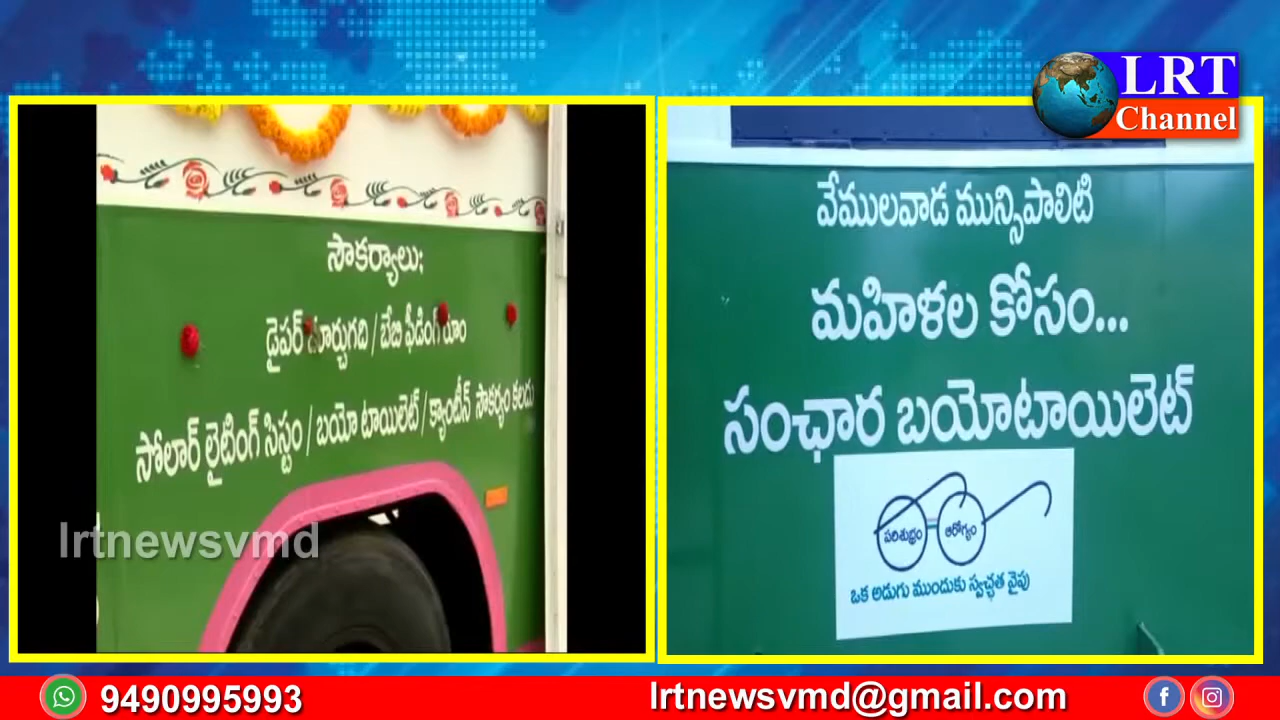 LRT
Channel
సౌకర్యాలు:
డైపర్ మార్చుగది / బేబి ఫీడింగ్ రూం
సోలార్ లైటింగ్ సిస్టం / బయో టాయిలెట్ / క్యాంటీన్ సౌకర్యం కలదు
lrtnewsvmd
వేములవాడ మున్సిపాలిటి
మహిళల కోసం...
సంఛార బయోటాయిలెట్
పరిశుభ్రం ఆరోగ్యం
ఒక అడుగు ముందుకు స్వచ్ఛత వైపు
9490995993
lrtnewsvmd@gmail.com